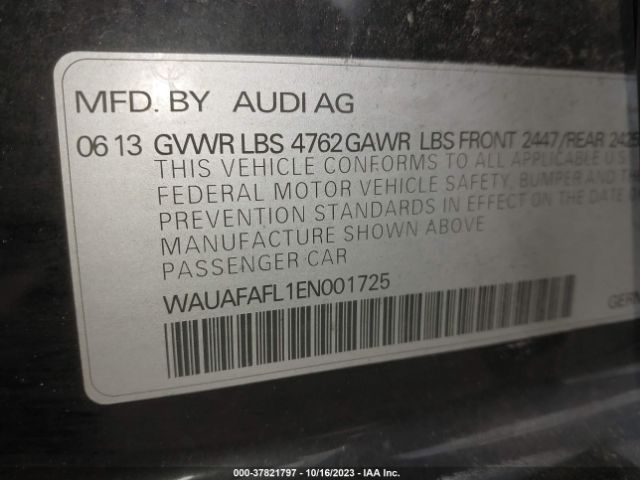 MFD. BY AUDI AG
06 13 GVWR LBS 4762 GAWR LBS FRONT 2447/REAR 242
THIS VEHICLE CONFORMS TO ALL APPLICABLE U.S
FEDERAL MOTOR VEHICLE SAFETY, BUMPER AND THE
PREVENTION STANDARDS IN EFFECT ON THE DATE
MANUFACTURE SHOWN ABOVE
PASSENGER CAR
WAUAFAFL1EN001725
GER
000-37821797 - 10/16/2023 - IAA Inc.